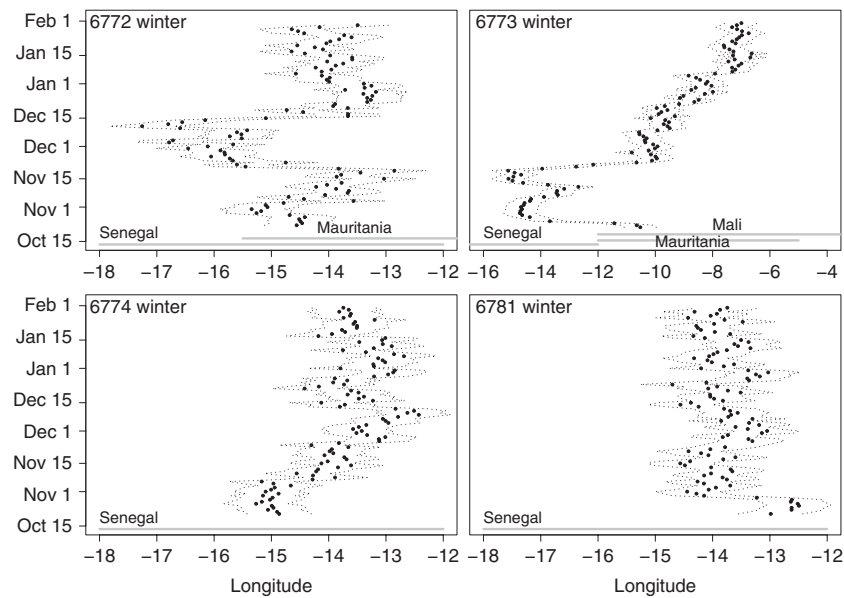 6772 winter
6773 winter
Feb 1
Jan 15
Jan 1
Dec 15
Dec 1
Nov 15
Nov 1
Oct 15
Senegal
Mauritania
Senegal
Mali
Mauritania
−18 −17 −16 −15 −14 −13 −12
−16 −14 −12 −10 −8 −6 −4
6774 winter
6781 winter
Feb 1
Jan 15
Jan 1
Dec 15
Dec 1
Nov 15
Nov 1
Oct 15
Senegal
Senegal
−18 −17 −16 −15 −14 −13 −12
−18 −17 −16 −15 −14 −13 −12
Longitude
Longitude